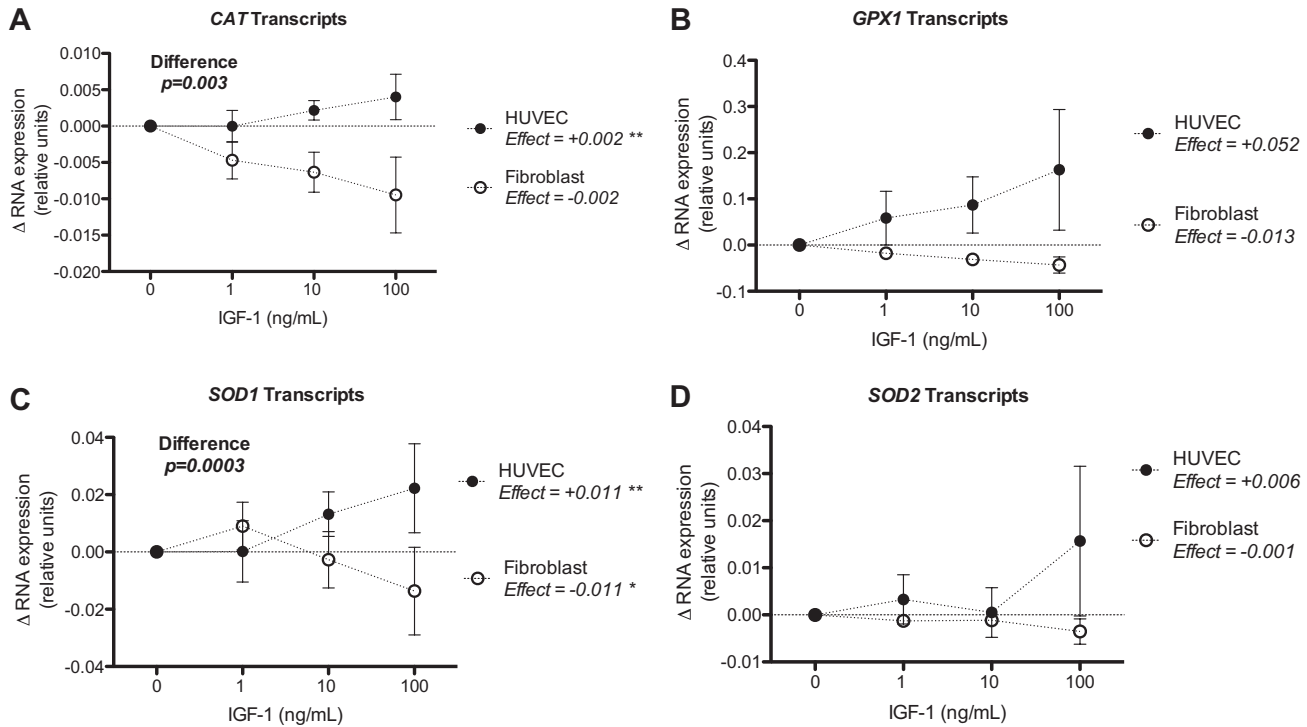 A
CAT Transcripts
Difference
p=0.003
0.010
0.005
0.000
-0.005
-0.010
-0.015
-0.020
Δ RNA expression
(relative units)
0 1 10 100
IGF-1 (ng/mL)
HUVEC
Effect = +0.002 **
Fibroblast
Effect = -0.002
B
GPX1 Transcripts
0.4
0.3
0.2
0.1
0.0
-0.1
Δ RNA expression
(relative units)
0 1 10 100
IGF-1 (ng/mL)
HUVEC
Effect = +0.052
Fibroblast
Effect = -0.013
C
SOD1 Transcripts
Difference
p=0.0003
0.04
0.02
0.00
-0.02
-0.04
Δ RNA expression
(relative units)
0 1 10 100
IGF-1 (ng/mL)
HUVEC
Effect = +0.011 **
Fibroblast
Effect = -0.011 *
D
SOD2 Transcripts
0.04
0.03
0.02
0.01
0.00
-0.01
Δ RNA expression
(relative units)
0 1 10 100
IGF-1 (ng/mL)
HUVEC
Effect = +0.006
Fibroblast
Effect = -0.001